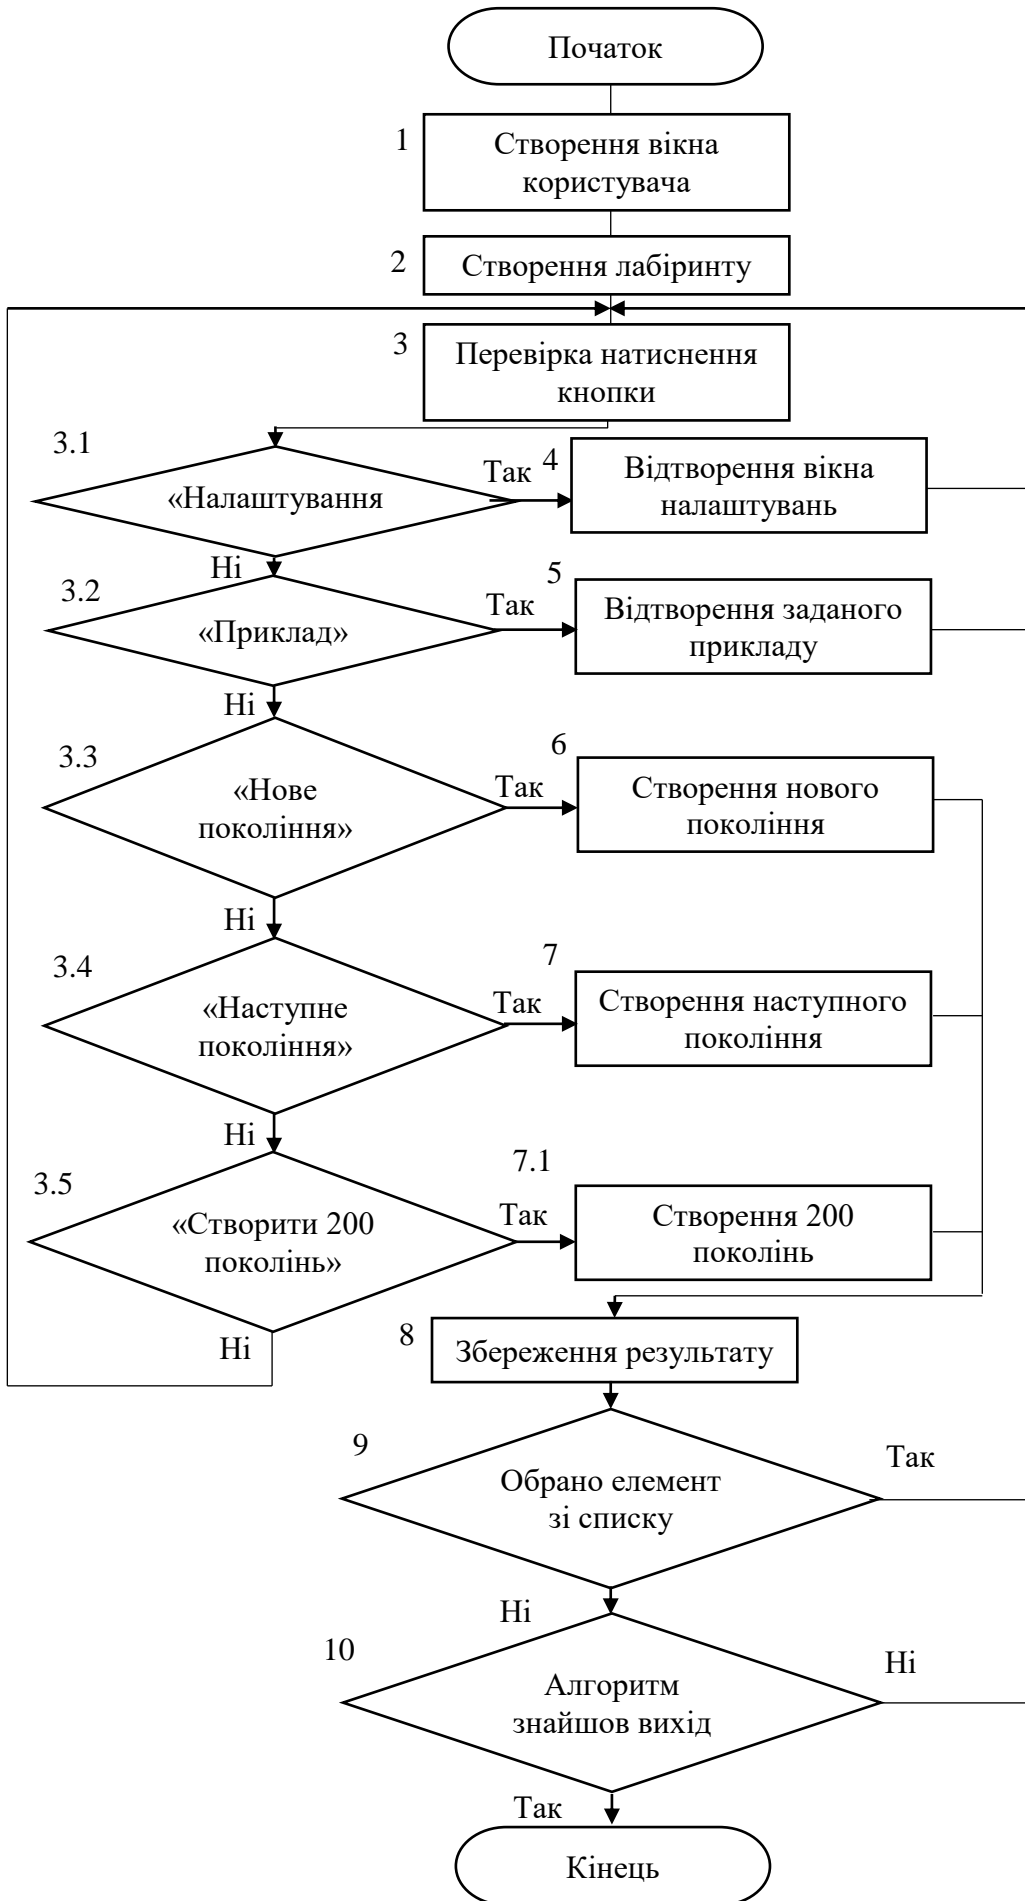 Початок
1
Створення вікна
користувача
2
Створення лабіринту
3
Перевірка натиснення
кнопки
3.1
«Налаштування
Так
4
Відтворення вікна
налаштувань
Ні
3.2
«Приклад»
Так
5
Відтворення заданого
прикладу
Ні
3.3
«Нове
покоління»
Так
6
Створення нового
покоління
Ні
3.4
«Наступне
покоління»
Так
7
Створення наступного
покоління
Ні
3.5
«Створити 200
поколінь»
Так
7.1
Створення 200
поколінь
Ні
8
Збереження результату
9
Обрано елемент
зі списку
Так
Ні
10
Алгоритм
знайшов вихід
Ні
Так
Кінець